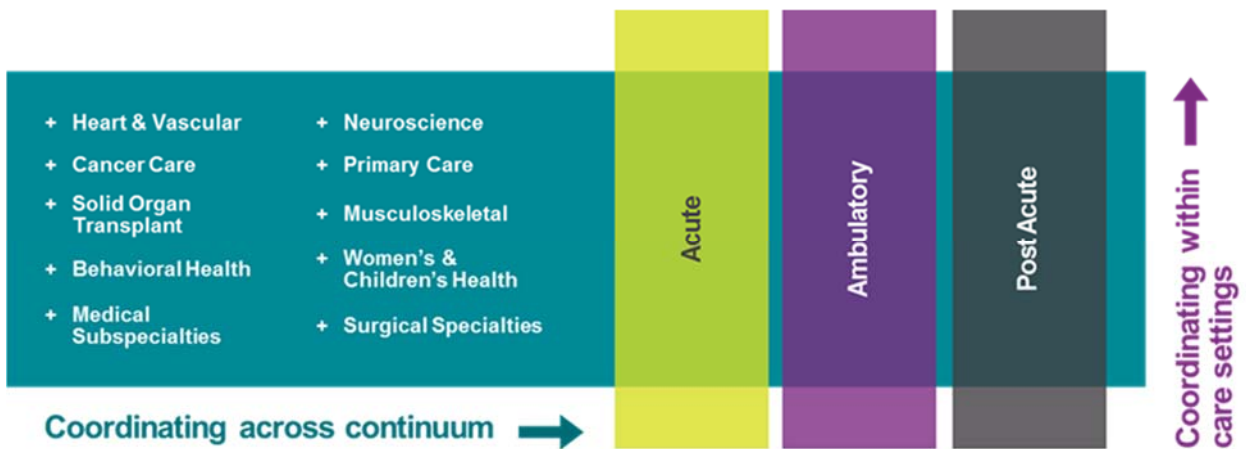 + Heart & Vascular
+ Cancer Care
+ Solid Organ
Transplant
+ Behavioral Health
+ Medical
Subspecialties
+ Neuroscience
+ Primary Care
+ Musculoskeletal
+ Women's &
Children's Health
+ Surgical Specialties
Acute
Ambulatory
Post Acute
Coordinating across continuum
Coordinating within
care settings